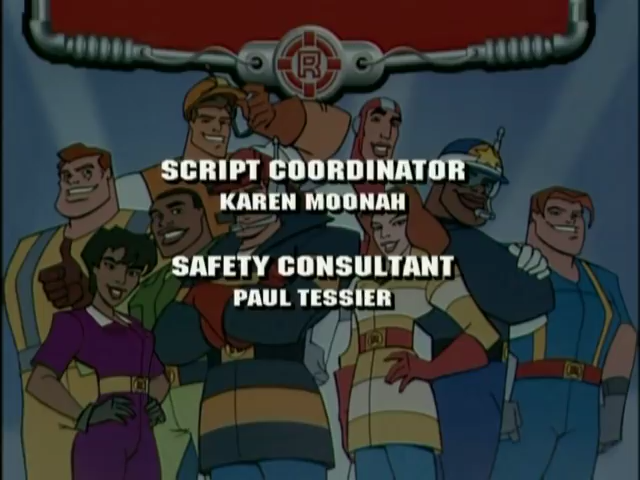 R
SCRIPT COORDINATOR
KAREN MOONAH
SAFETY CONSULTANT
PAUL TESSIER